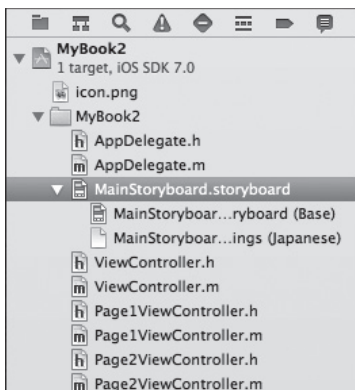 MyBook2
1 target, iOS SDK 7.0
icon.png
MyBook2
h AppDelegate.h
m AppDelegate.m
MainStoryboard.storyboard
MainStoryboar...ryboard (Base)
MainStoryboar...ings (Japanese)
h ViewController.h
m ViewController.m
h Page1ViewController.h
m Page1ViewController.m
h Page2ViewController.h
m Page2ViewController.m